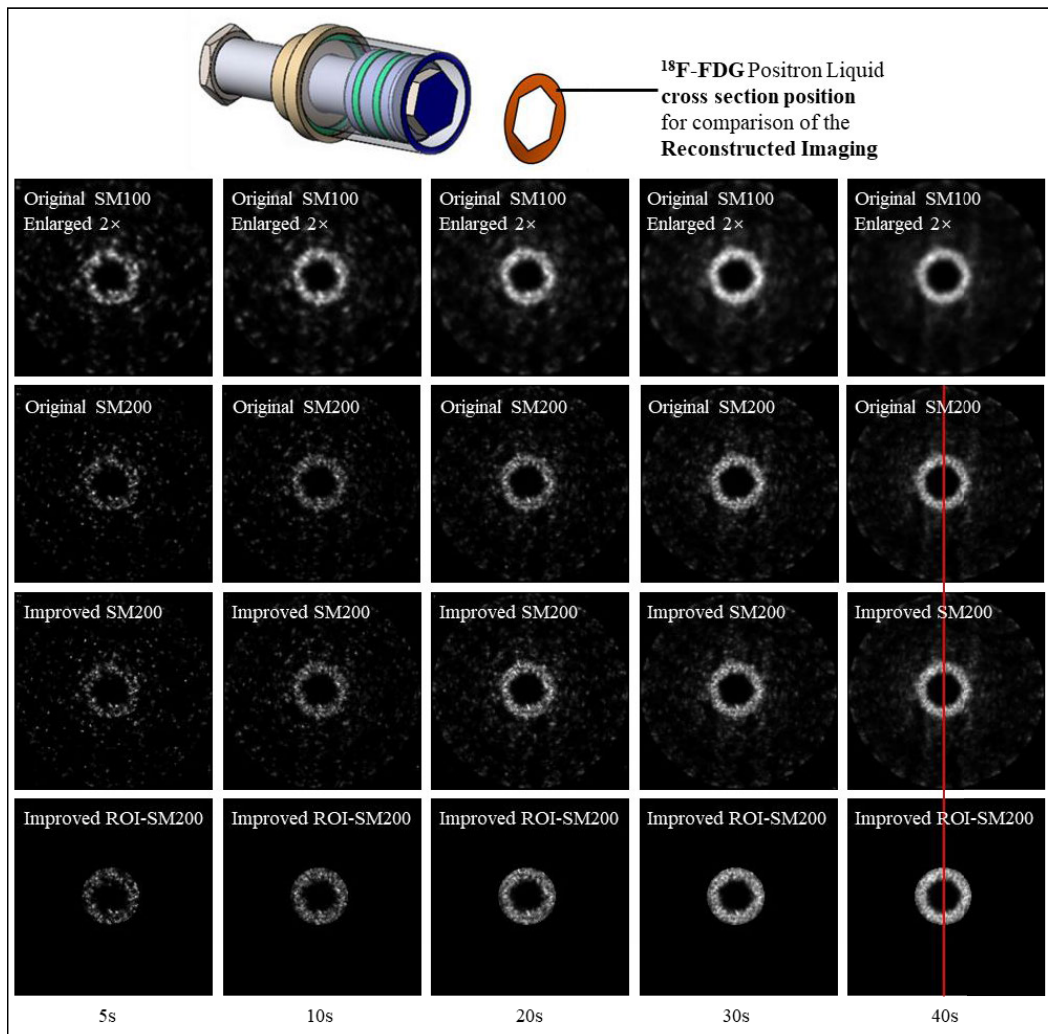 ¹⁸F-FDG Positron Liquid
cross section position
for comparison of the
Reconstructed Imaging
Original SM100
Enlarged 2×
Original SM100
Enlarged 2×
Original SM100
Enlarged 2×
Original SM100
Enlarged 2×
Original SM100
Enlarged 2×
Original SM200
Original SM200
Original SM200
Original SM200
Original SM200
Improved SM200
Improved SM200
Improved SM200
Improved SM200
Improved SM200
Improved ROI-SM200
Improved ROI-SM200
Improved ROI-SM200
Improved ROI-SM200
Improved ROI-SM200
5s
10s
20s
30s
40s